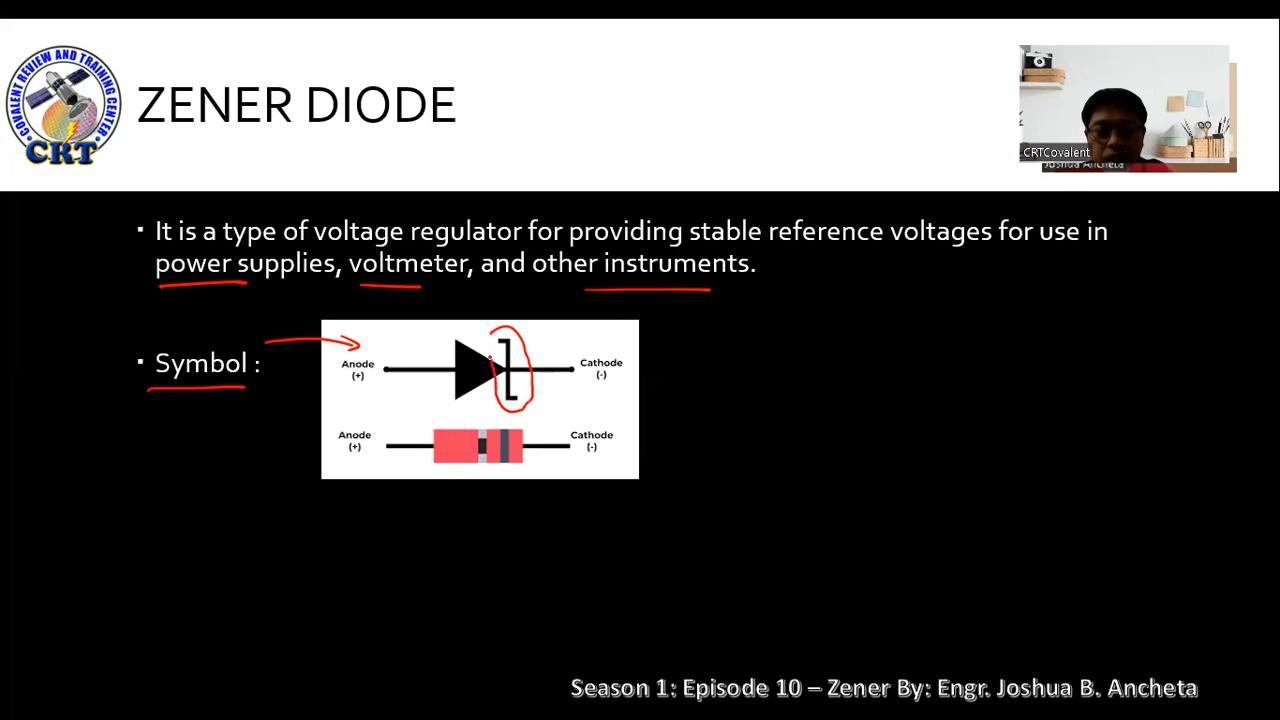 COVALENT REVIEW AND TRAINING CENTER
CRT
ZENER DIODE
CRTCovalent
Joshua Ancheta
▪ It is a type of voltage regulator for providing stable reference voltages for use in
power supplies, voltmeter, and other instruments.
▪ Symbol :
Anode
(+)
Cathode
(-)
Anode
(+)
Cathode
(-)
Season 1: Episode 10 – Zener By: Engr. Joshua B. Ancheta